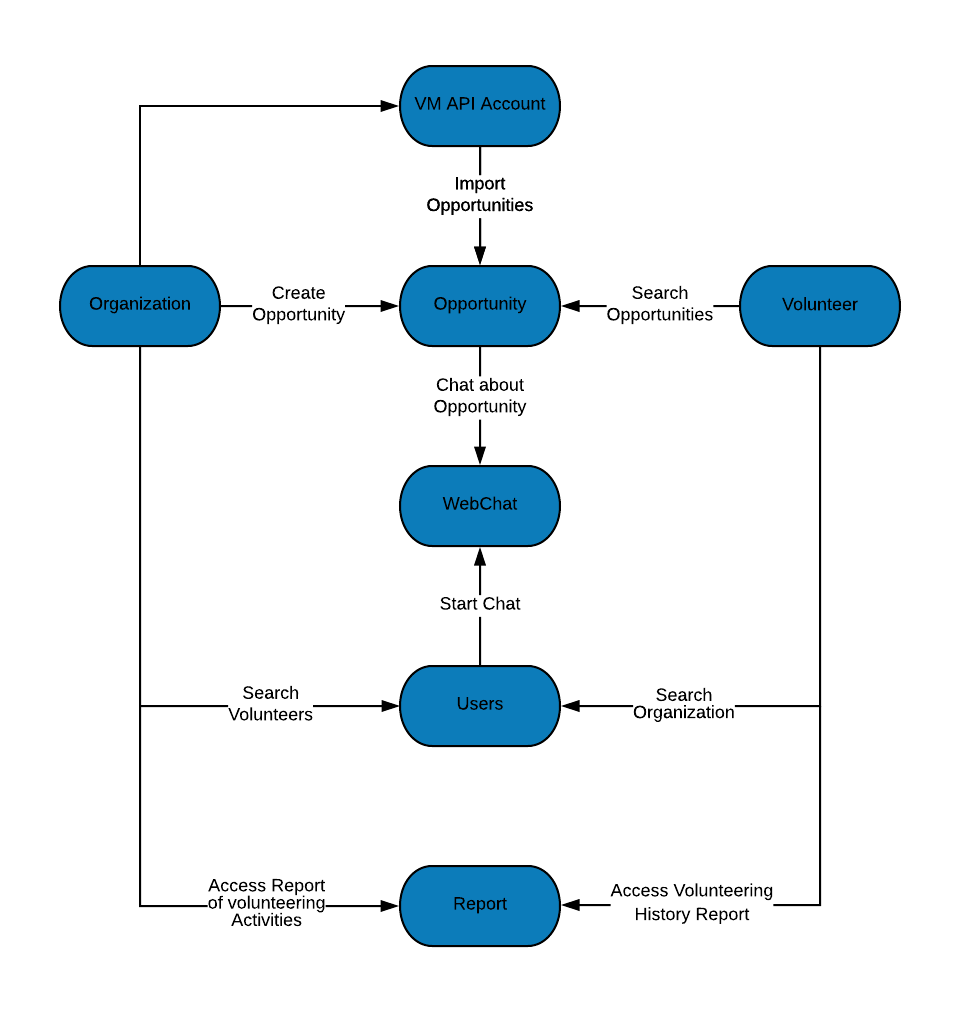 VM API Account
Import
Opportunities
Organization
Create
Opportunity
Opportunity
Search
Opportunities
Volunteer
Chat about
Opportunity
WebChat
Start Chat
Search
Volunteers
Users
Search
Organization
Access Report
of volunteering
Activities
Report
Access Volunteering
History Report